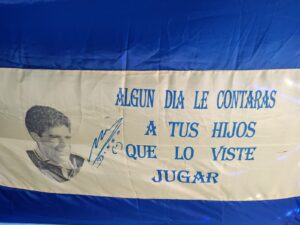 ALGUN DIA LE CONTARAS
A TUS HIJOS
QUE LO VISTE
JUGAR